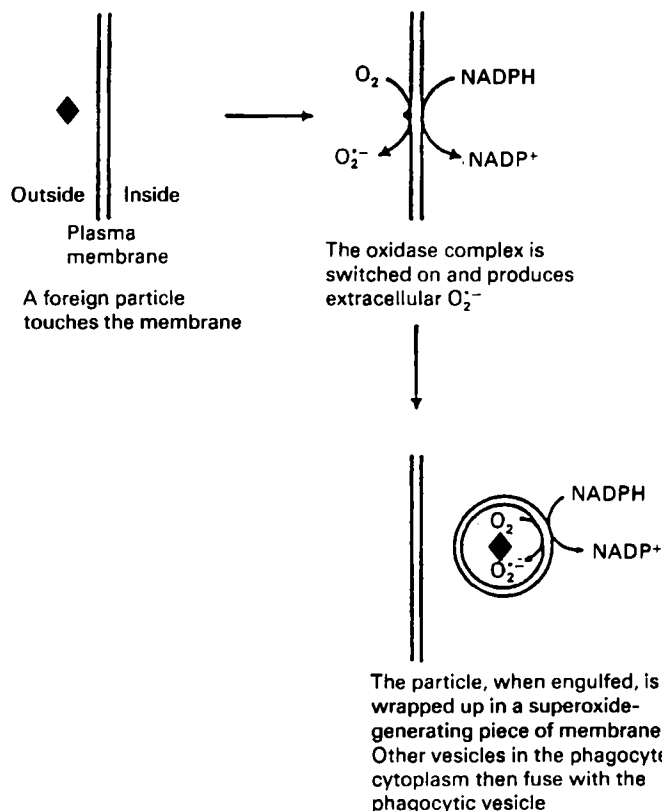 O₂ NADPH
O₂·⁻ NADP⁺
Outside Inside
Plasma
membrane
A foreign particle
touches the membrane
The oxidase complex is
switched on and produces
extracellular O₂·⁻
NADPH
O₂
NADP⁺
O₂·⁻
The particle, when engulfed, is
wrapped up in a superoxide-
generating piece of membrane
Other vesicles in the phagocyte
cytoplasm then fuse with the
phagocytic vesicle